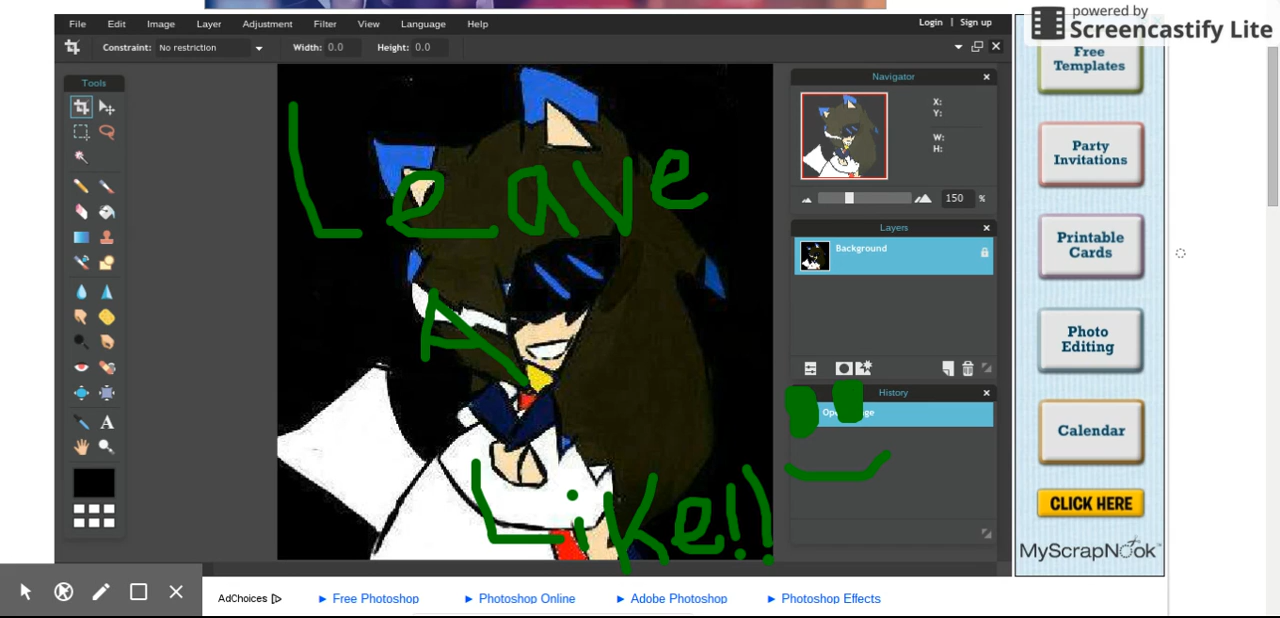 powered by
Screencastify Lite
File Edit Image Layer Adjustment Filter View Language Help
Login | Sign up
Constraint: No restriction Width: 0.0 Height: 0.0
Tools
Navigator
X:
Y:
W:
H:
150 %
Layers
Background
History
Leave
A
Like!!
Free
Templates
Party
Invitations
Printable
Cards
Photo
Editing
Calendar
CLICK HERE
MyScrapNook™
AdChoices
► Free Photoshop
► Photoshop Online
► Adobe Photoshop
► Photoshop Effects